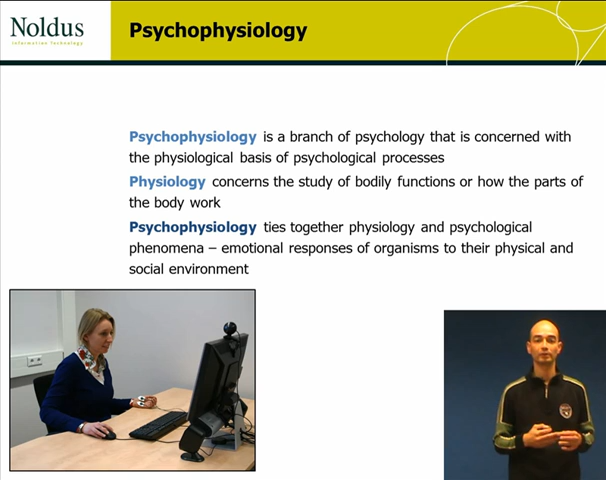 Noldus
information technology
Psychophysiology
Psychophysiology is a branch of psychology that is concerned with
the physiological basis of psychological processes
Physiology concerns the study of bodily functions or how the parts of
the body work
Psychophysiology ties together physiology and psychological
phenomena – emotional responses of organisms to their physical and
social environment